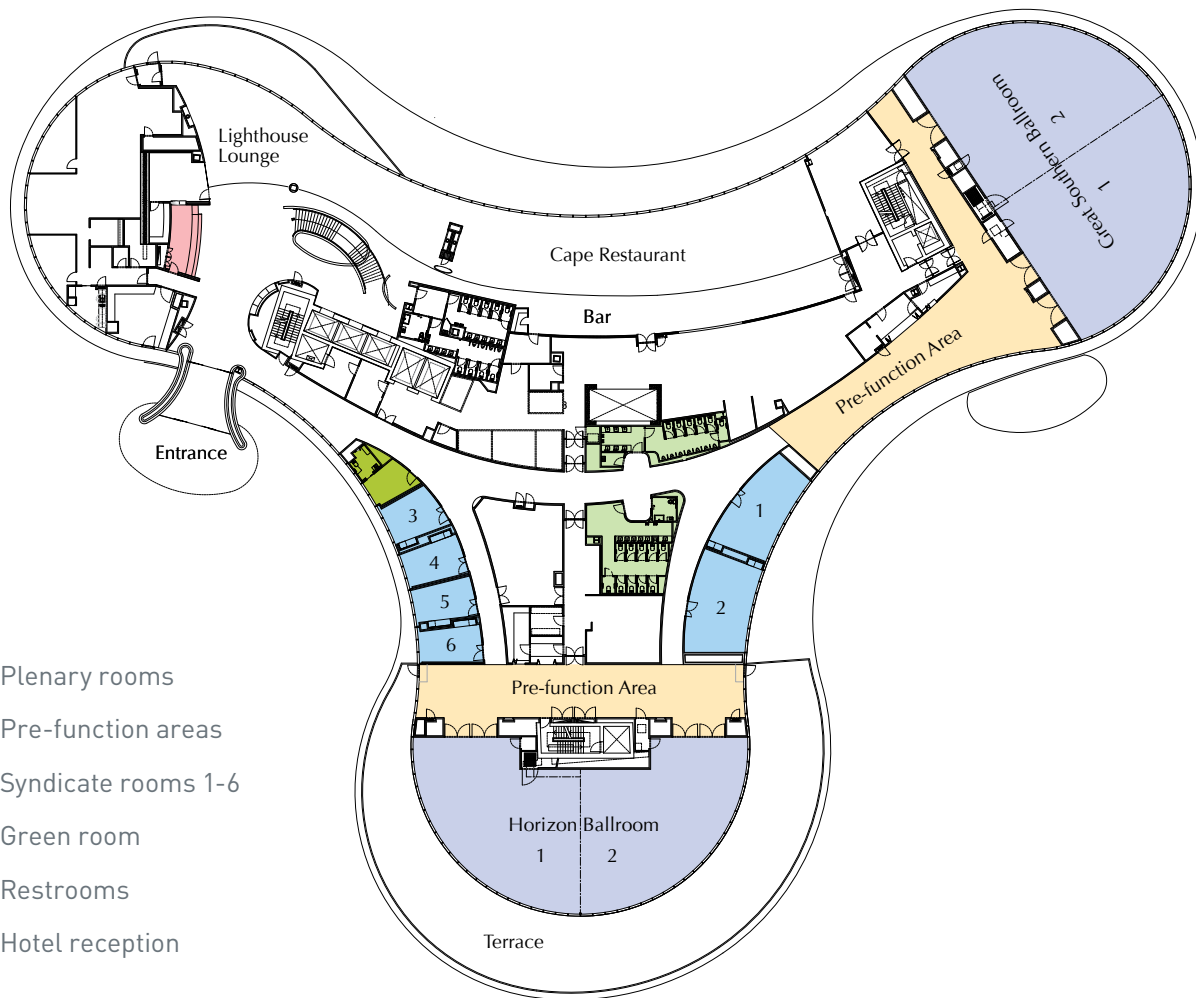 Lighthouse
Lounge
Cape Restaurant
Bar
Great Southern Ballroom
2
1
Pre-function Area
Entrance
3
4
5
6
1
2
Pre-function Area
Horizon Ballroom
1
2
Terrace
Plenary rooms
Pre-function areas
Syndicate rooms 1-6
Green room
Restrooms
Hotel reception